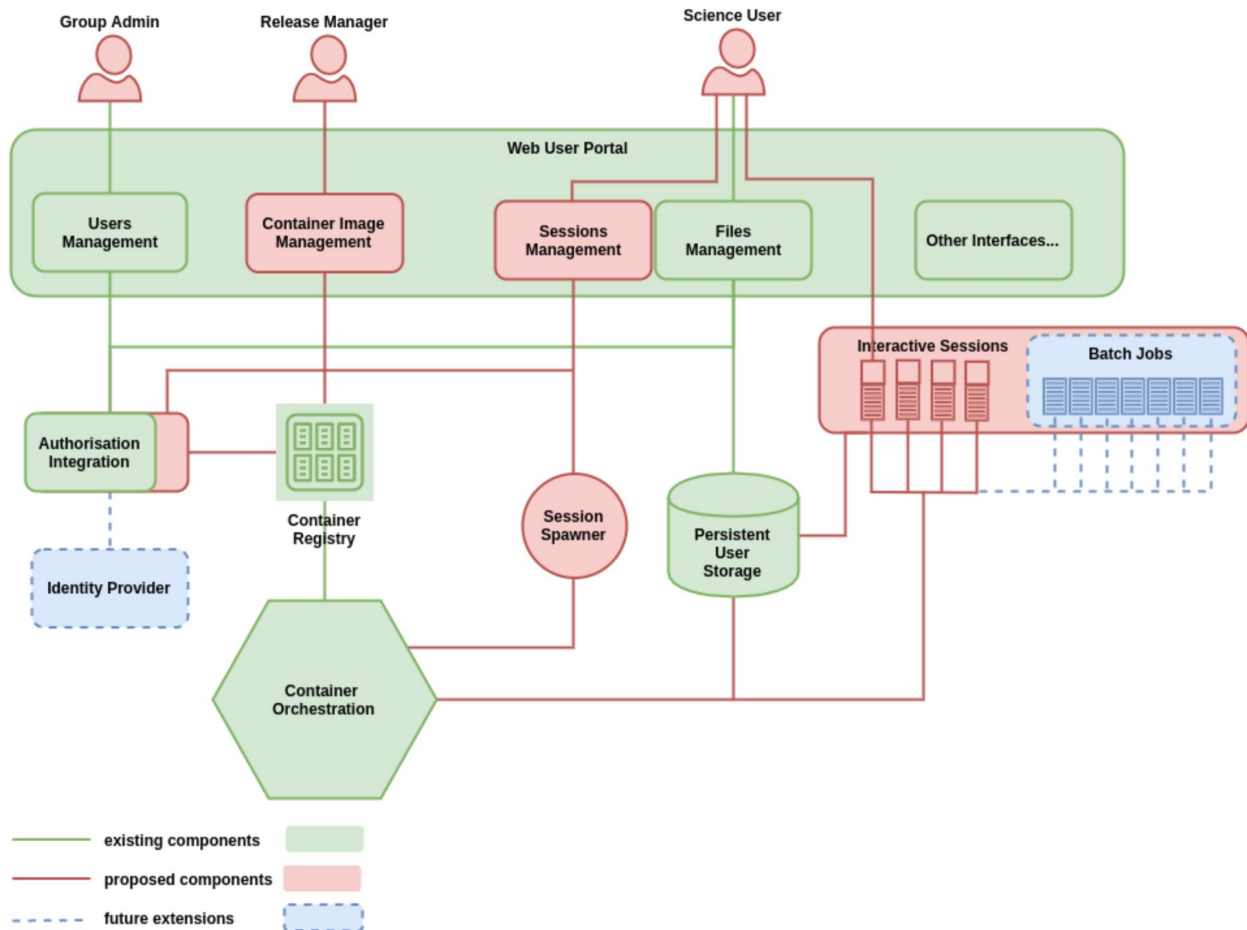 Group Admin
Release Manager
Science User
Web User Portal
Users
Management
Container Image
Management
Sessions
Management
Files
Management
Other Interfaces...
Interactive Sessions
Batch Jobs
Authorisation
Integration
Container
Registry
Session
Spawner
Persistent
User
Storage
Identity Provider
Container
Orchestration
existing components
proposed components
future extensions